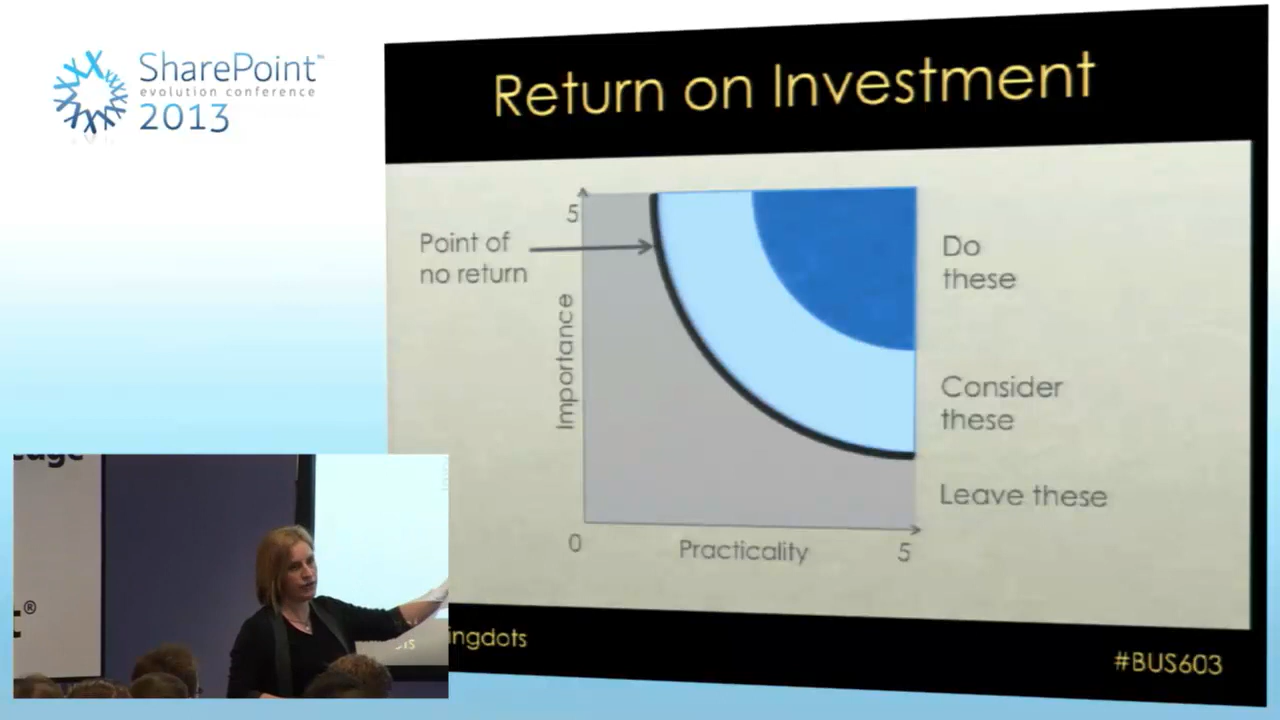 SharePoint™
evolution conference
2013
Return on Investment
5
Point of
no return
Importance
Do
these
Consider
these
Leave these
0
Practicality
5
ingdots
#BUS603